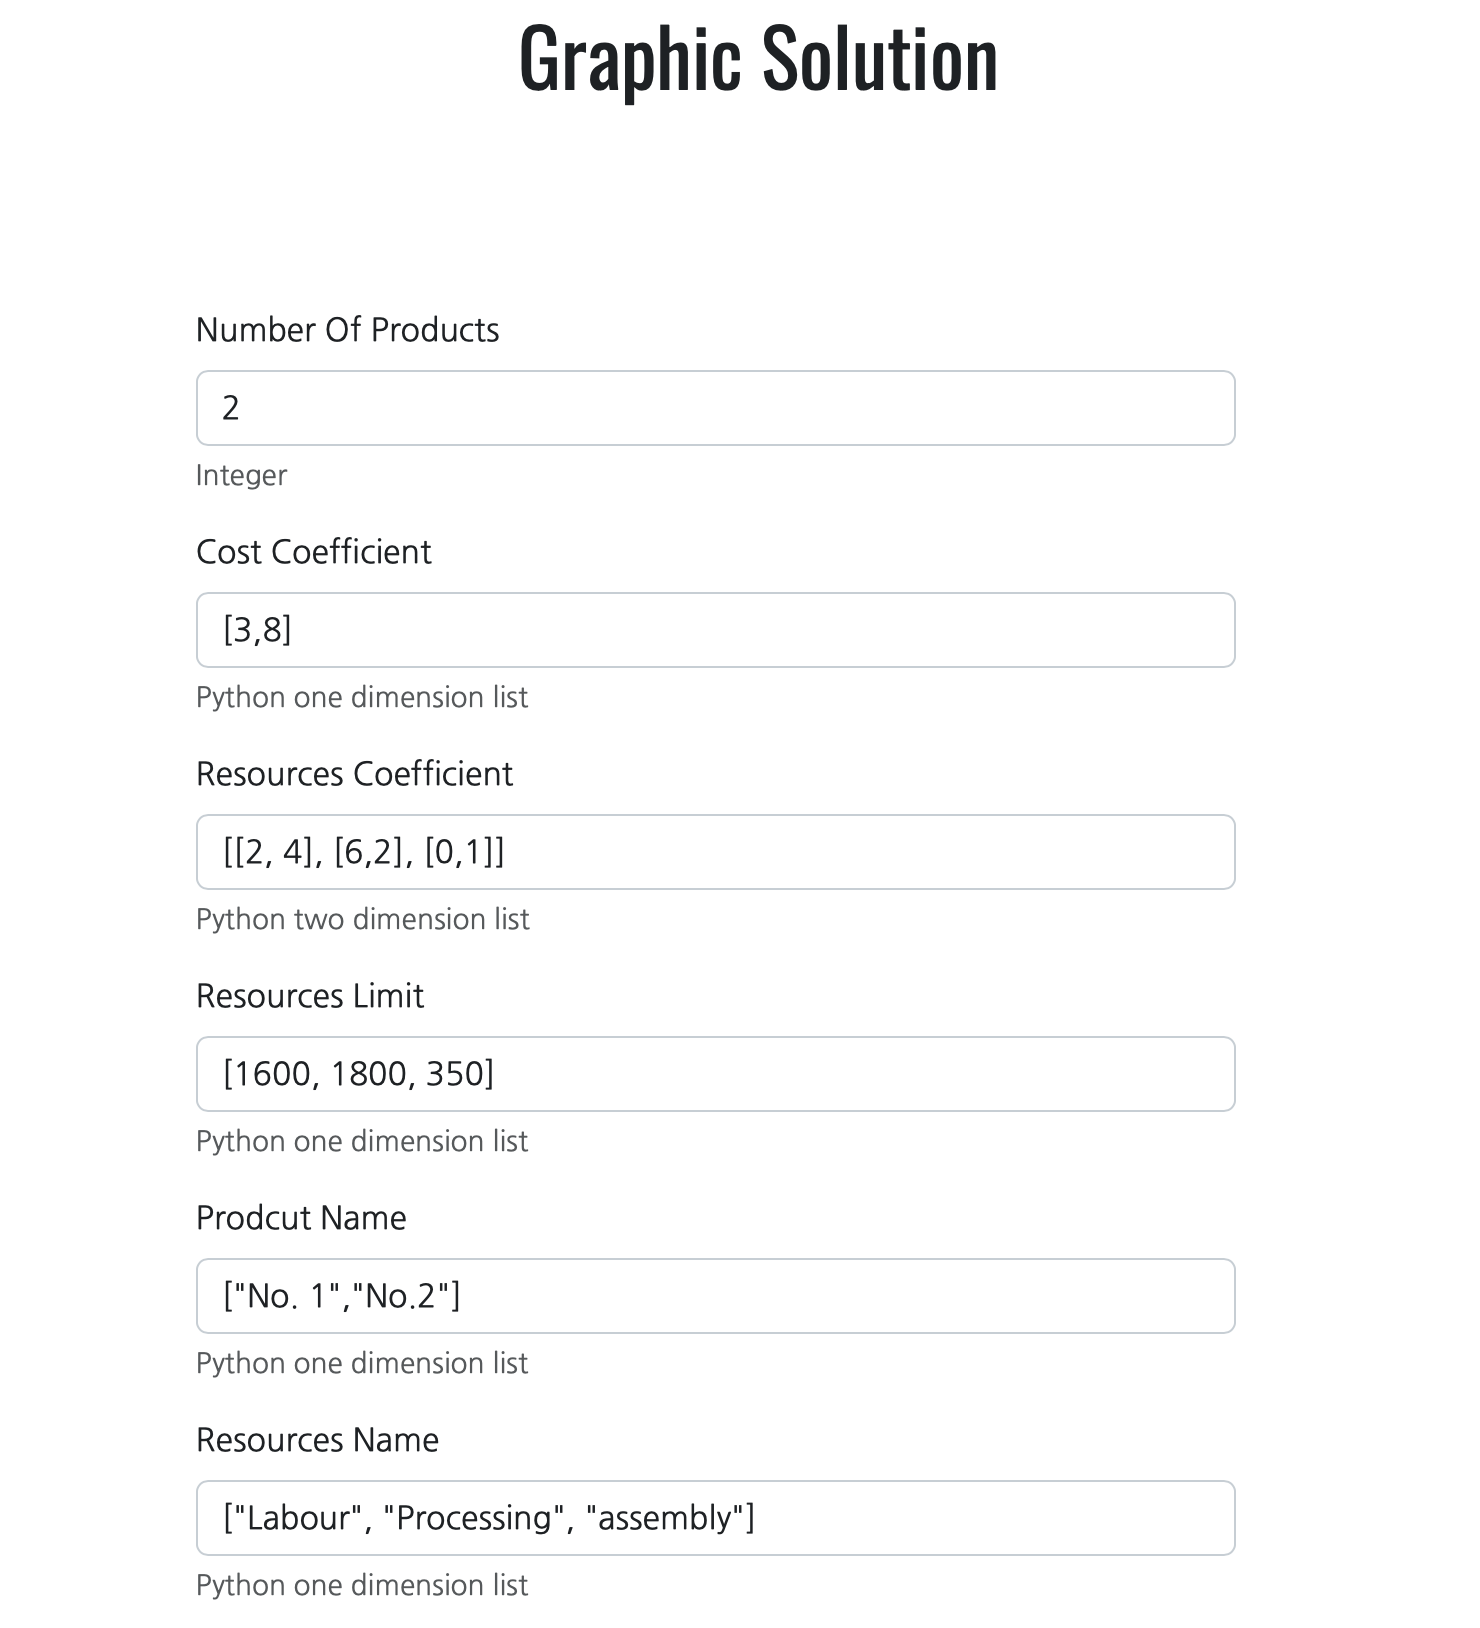 Graphic Solution
Number Of Products
2
Integer
Cost Coefficient
[3,8]
Python one dimension list
Resources Coefficient
[[2, 4], [6,2], [0,1]]
Python two dimension list
Resources Limit
[1600, 1800, 350]
Python one dimension list
Prodcut Name
["No. 1","No.2"]
Python one dimension list
Resources Name
["Labour", "Processing", "assembly"]
Python one dimension list